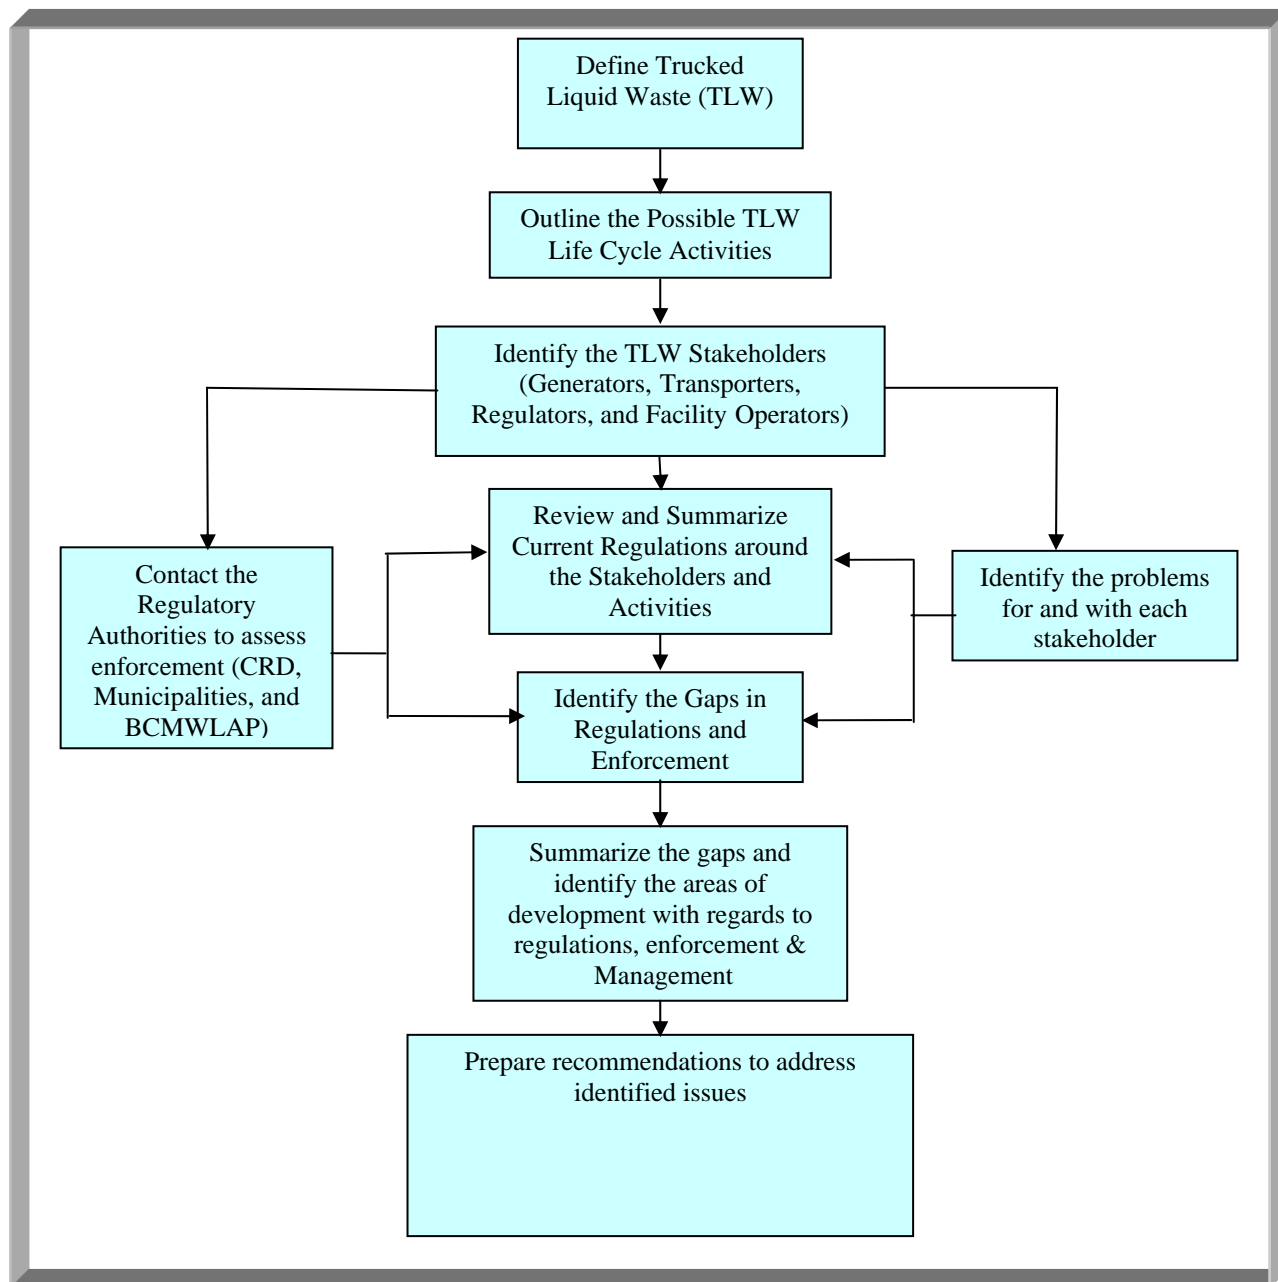 Define Trucked
Liquid Waste (TLW)
Outline the Possible TLW
Life Cycle Activities
Identify the TLW Stakeholders
(Generators, Transporters,
Regulators, and Facility Operators)
Review and Summarize
Current Regulations around
the Stakeholders and
Activities
Contact the
Regulatory
Authorities to assess
enforcement (CRD,
Municipalities, and
BCMWLAP)
Identify the problems
for and with each
stakeholder
Identify the Gaps in
Regulations and
Enforcement
Summarize the gaps and
identify the areas of
development with regards to
regulations, enforcement &
Management
Prepare recommendations to address
identified issues